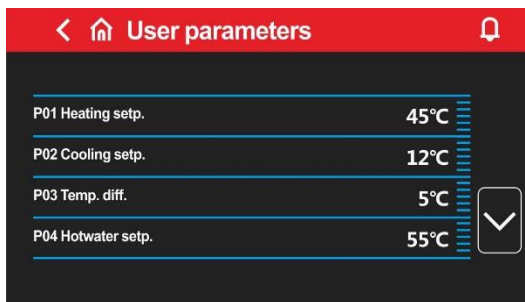 User parameters
P01 Heating setp. 45℃
P02 Cooling setp. 12℃
P03 Temp. diff. 5℃
P04 Hotwater setp. 55℃